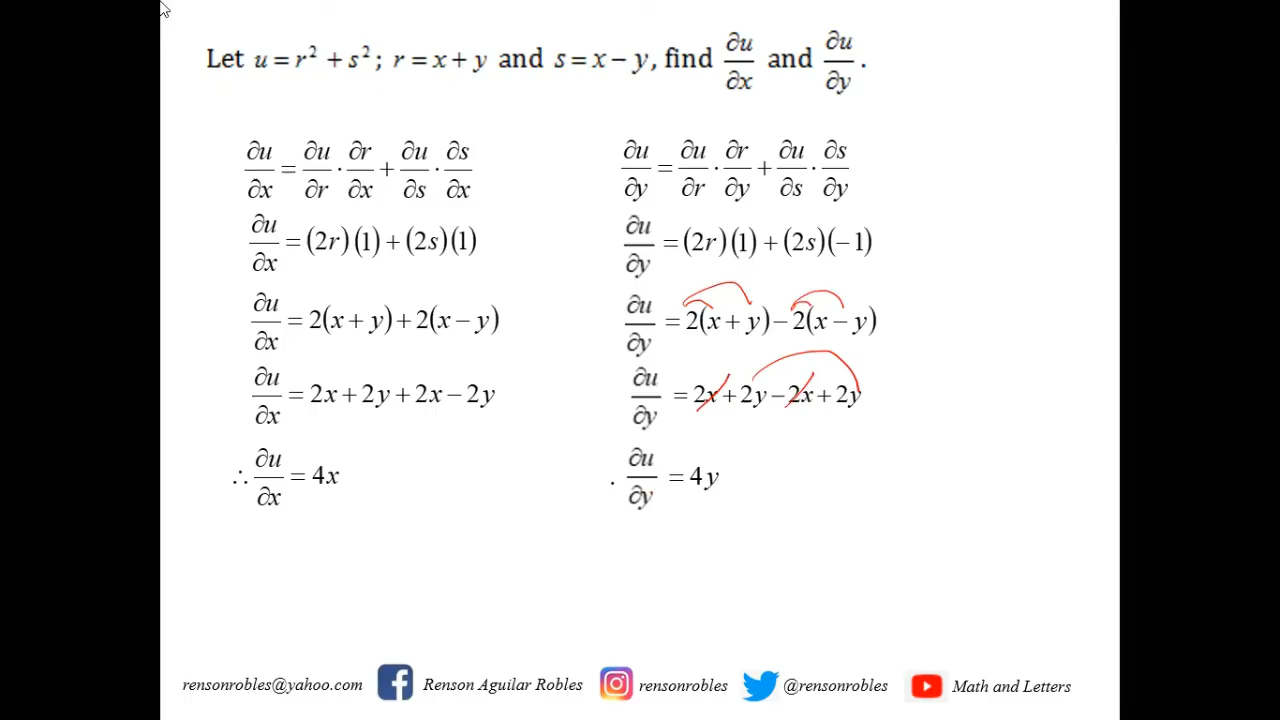 Let u = r² + s²; r = x + y and s = x − y, find ∂u/∂x and ∂u/∂y.
∂u/∂x = ∂u/∂r · ∂r/∂x + ∂u/∂s · ∂s/∂x
∂u/∂x = (2r)(1) + (2s)(1)
∂u/∂x = 2(x + y) + 2(x − y)
∂u/∂x = 2x + 2y + 2x − 2y
∴ ∂u/∂x = 4x
∂u/∂y = ∂u/∂r · ∂r/∂y + ∂u/∂s · ∂s/∂y
∂u/∂y = (2r)(1) + (2s)(−1)
∂u/∂y = 2(x + y) − 2(x − y)
∂u/∂y = 2x + 2y − 2x + 2y
. ∂u/∂y = 4y
rensonrobles@yahoo.com Renson Aguilar Robles rensonrobles @rensonrobles Math and Letters